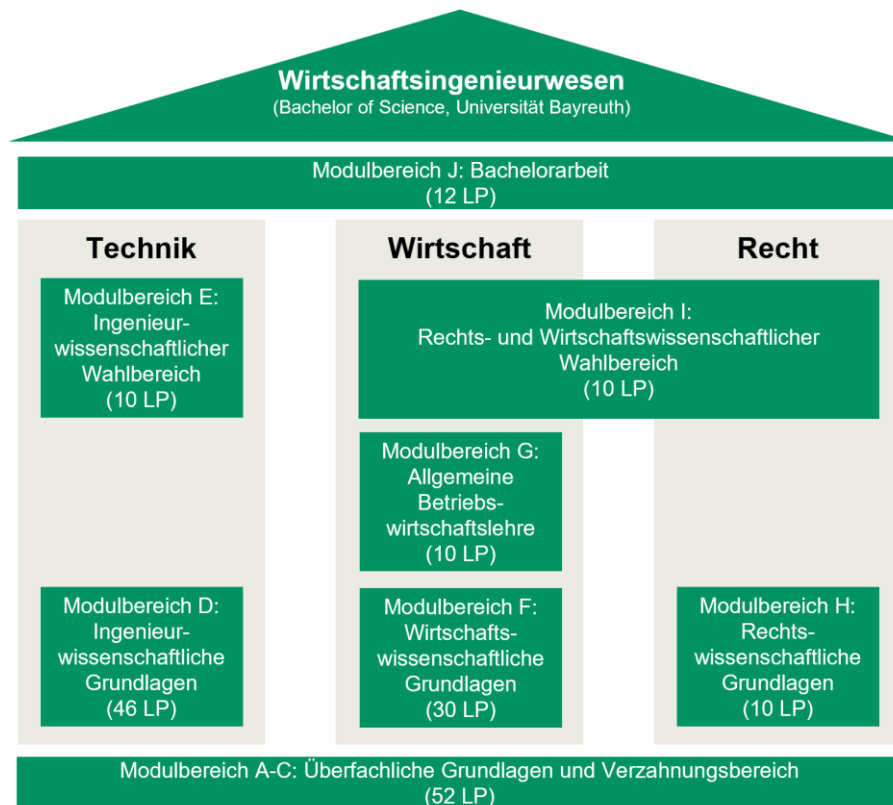 Wirtschaftsingenieurwesen
(Bachelor of Science, Universität Bayreuth)
Modulbereich J: Bachelorarbeit
(12 LP)
Technik
Modulbereich E:
Ingenieur-
wissenschaftlicher
Wahlbereich
(10 LP)
Modulbereich D:
Ingenieur-
wissenschaftliche
Grundlagen
(46 LP)
Wirtschaft
Recht
Modulbereich I:
Rechts- und Wirtschaftswissenschaftlicher
Wahlbereich
(10 LP)
Modulbereich G:
Allgemeine
Betriebs-
wirtschaftslehre
(10 LP)
Modulbereich F:
Wirtschafts-
wissenschaftliche
Grundlagen
(30 LP)
Modulbereich H:
Rechts-
wissenschaftliche
Grundlagen
(10 LP)
Modulbereich A-C: Überfachliche Grundlagen und Verzahnungsbereich
(52 LP)